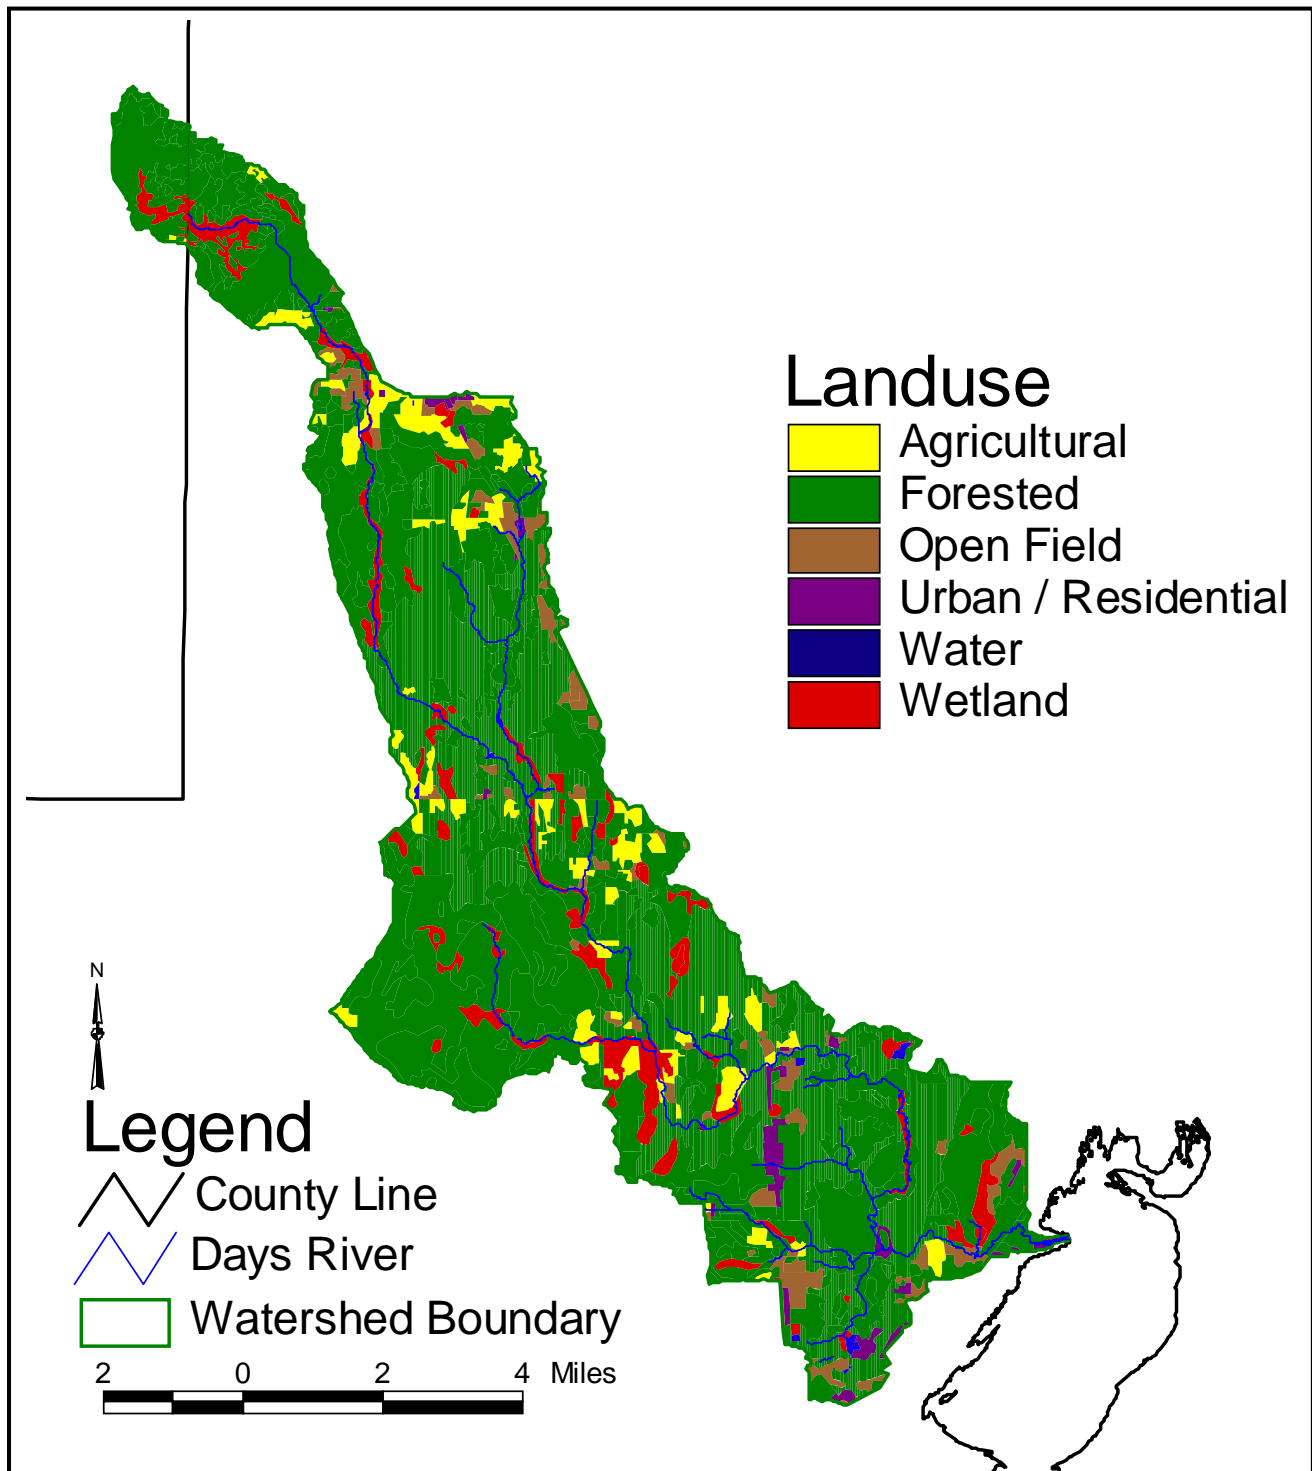 Landuse
Agricultural
Forested
Open Field
Urban / Residential
Water
Wetland
N
Legend
County Line
Days River
Watershed Boundary
2 0 2 4 Miles